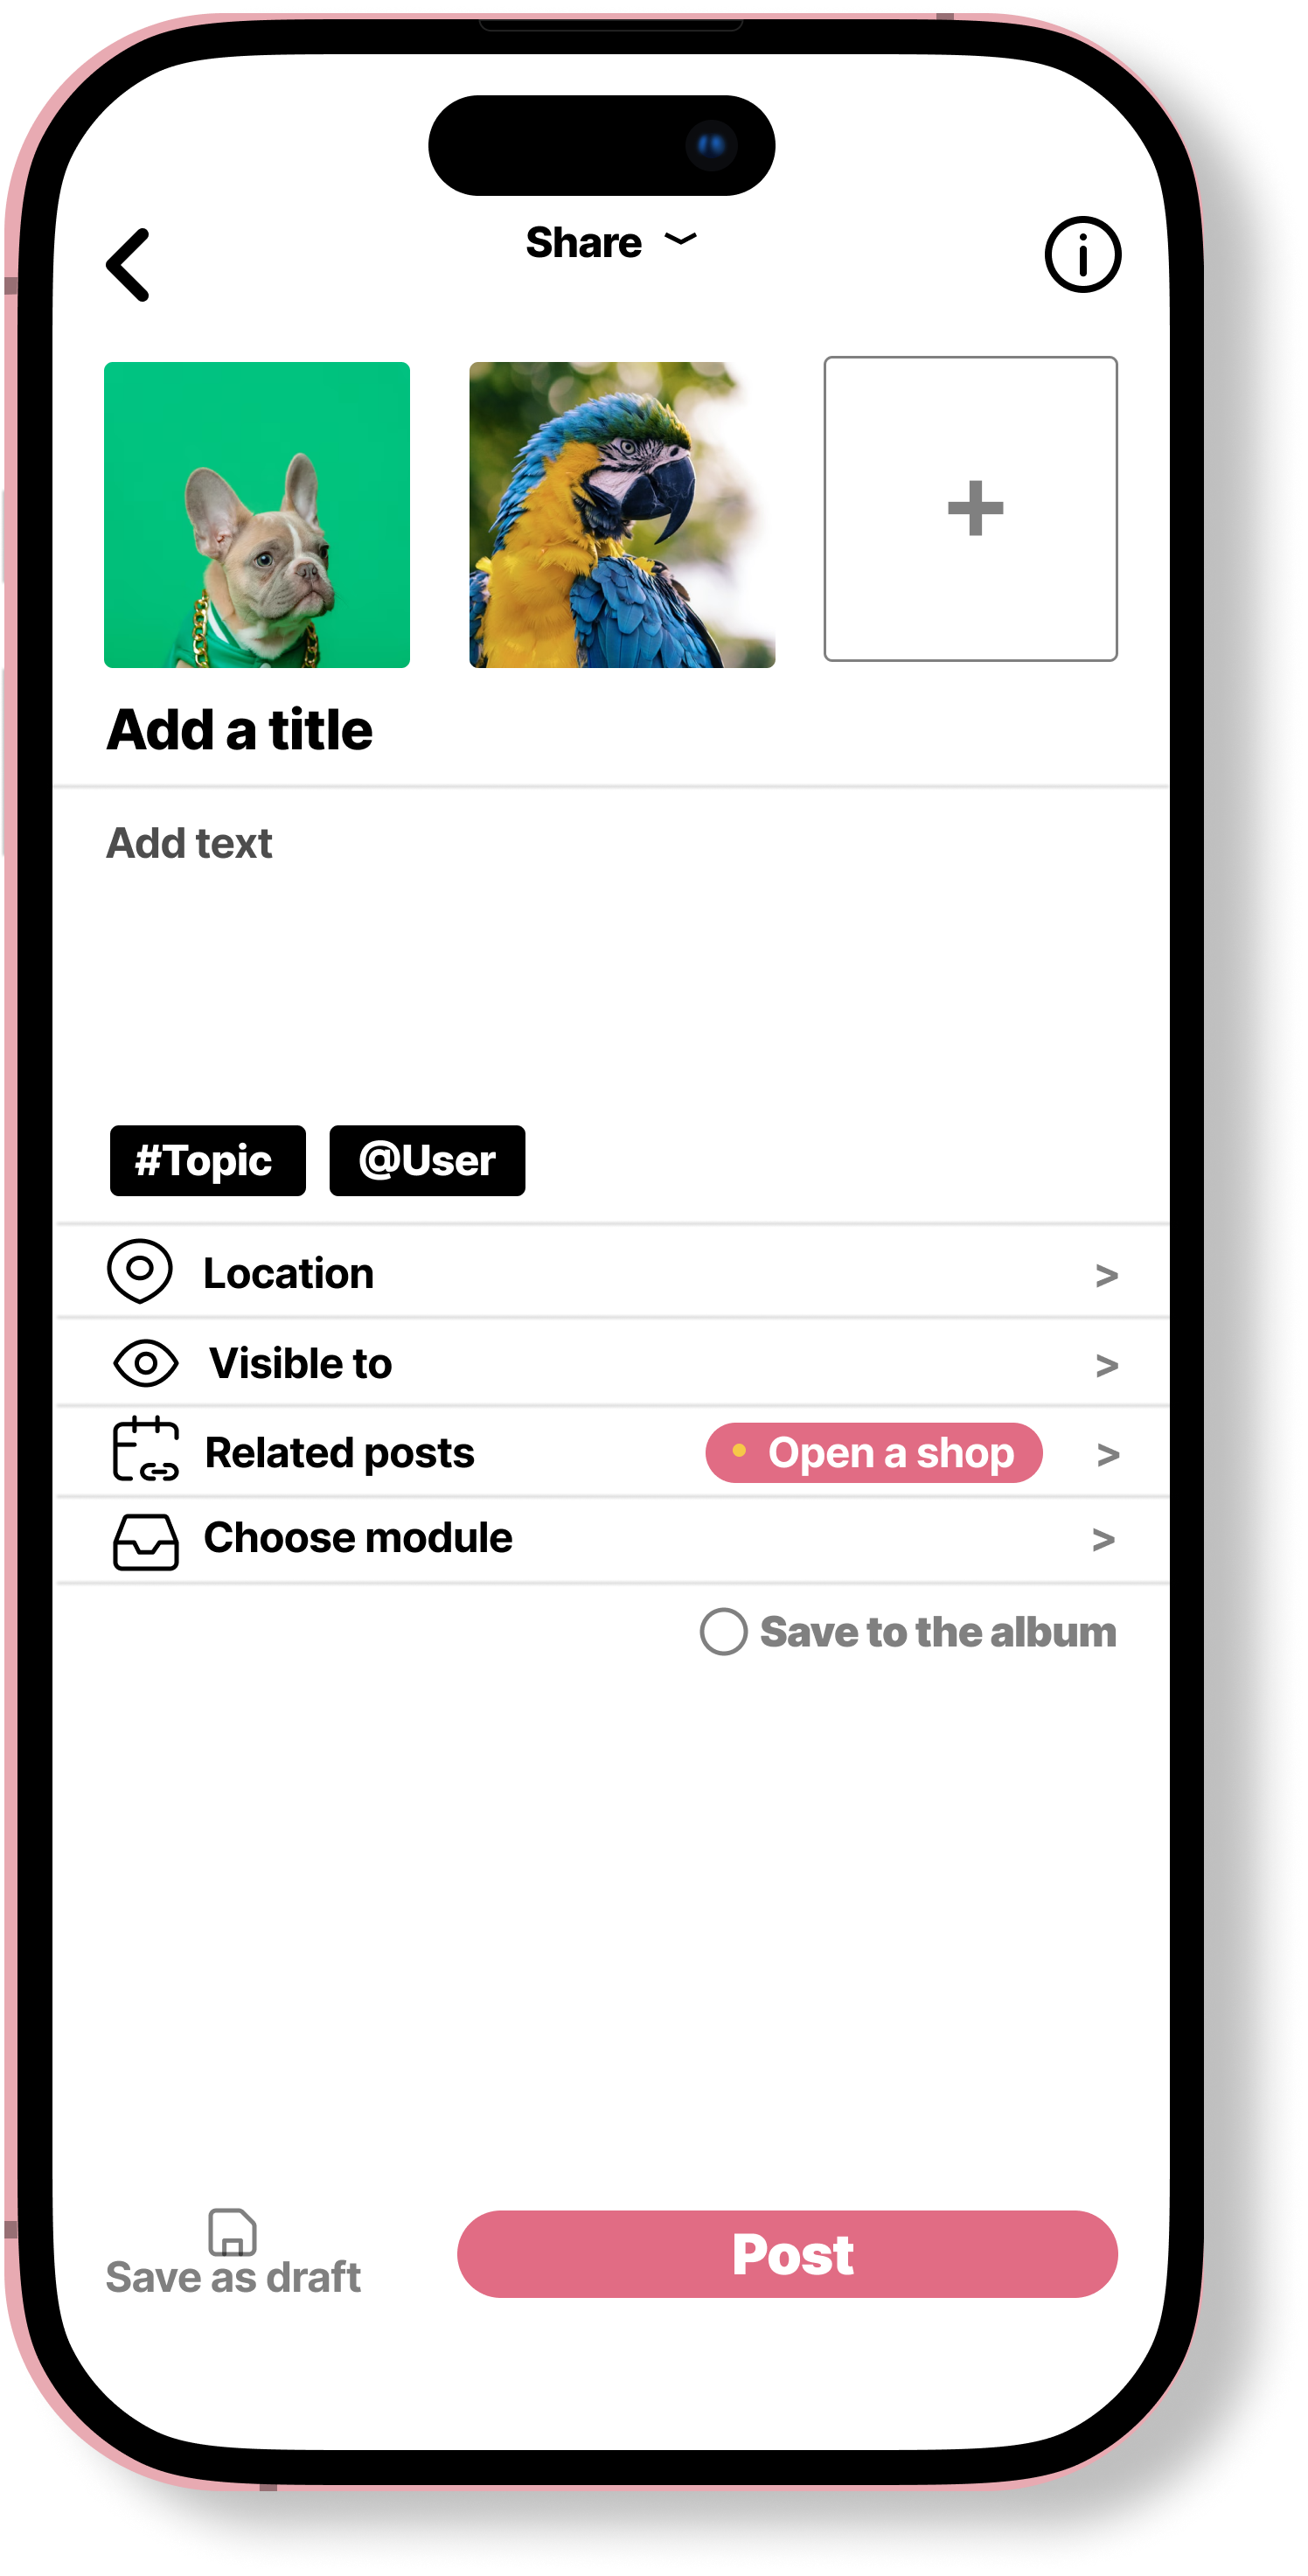 Share
Add a title
Add text
#Topic @User
Location >
Visible to >
Related posts Open a shop >
Choose module >
Save to the album
Save as draft
Post